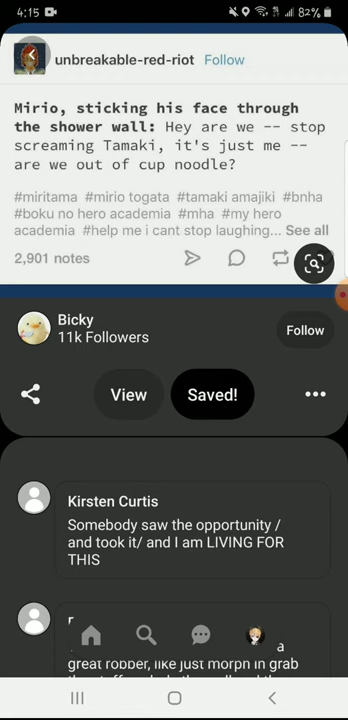 4:15
82%
unbreakable-red-riot Follow
Mirio, sticking his face through
the shower wall: Hey are we -- stop
screaming Tamaki, it's just me --
are we out of cup noodle?
#miritama #mirio togata #tamaki amajiki #bnha
#boku no hero academia #mha #my hero
academia #help me i cant stop laughing... See all
2,901 notes
Bicky
11k Followers
Follow
View
Saved!
Kirsten Curtis
Somebody saw the opportunity /
and took it/ and I am LIVING FOR
THIS
a
great robber, like just morph in grab